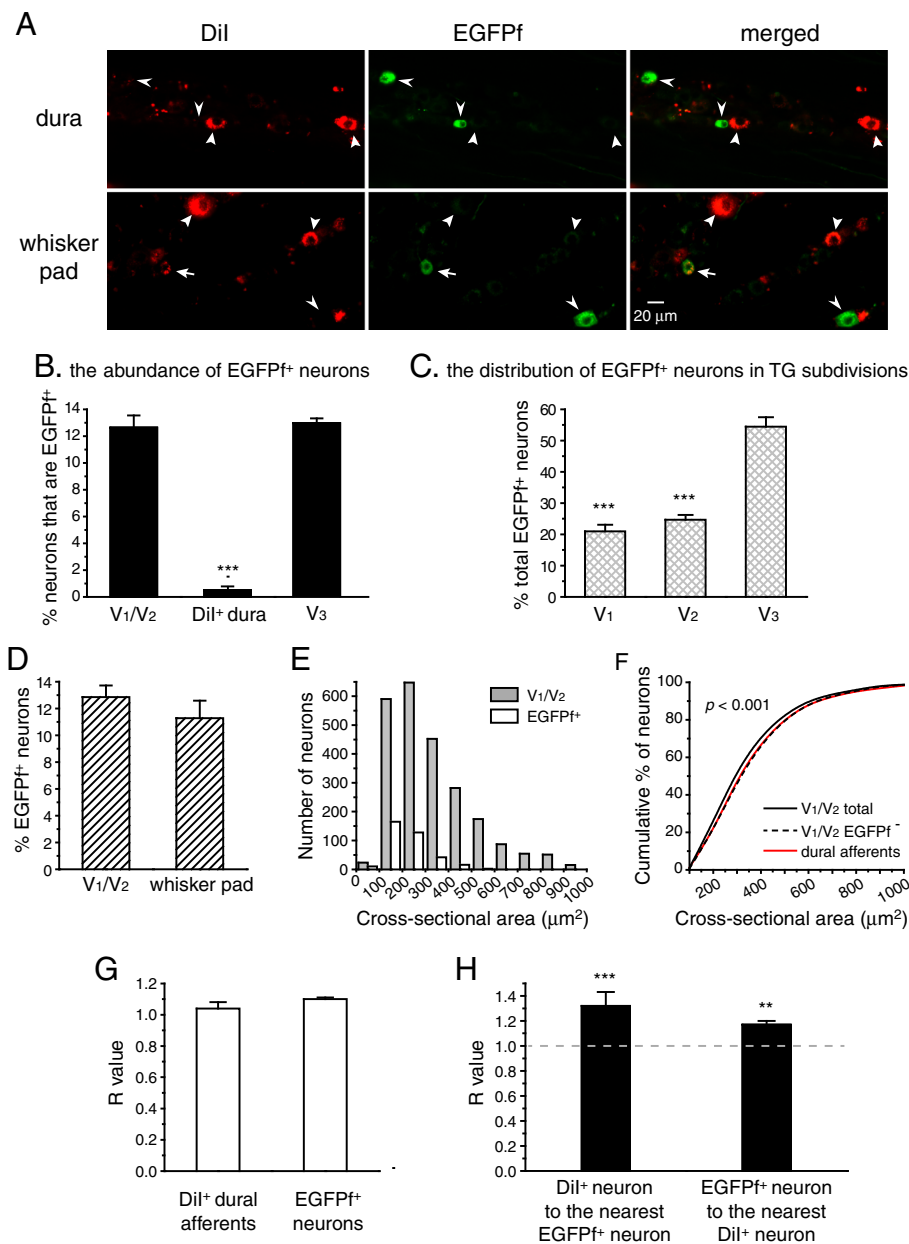 A
DiI
EGFPf
merged
dura
whisker
pad
20 μm
B. the abundance of EGFPf⁺ neurons
% neurons that are EGFPf⁺
14
12
10
8
6
4
2
0
***
V₁/V₂
DiI⁺ dura
V₃
C. the distribution of EGFPf⁺ neurons in TG subdivisions
% total EGFPf⁺ neurons
60
50
40
30
20
10
0
***
***
V₁
V₂
V₃
D
% EGFPf⁺ neurons
14
12
10
8
6
4
2
0
V₁/V₂
whisker pad
E
Number of neurons
600
500
400
300
200
100
0
V₁/V₂
EGFPf⁺
0
100
200
300
400
500
600
700
800
900
1000
Cross-sectional area (μm²)
F
Cumulative % of neurons
100
80
60
40
20
0
p < 0.001
V₁/V₂ total
V₁/V₂ EGFPf⁻
dural afferents
200
400
600
800
1000
Cross-sectional area (μm²)
G
R value
1.2
1.0
0.8
0.6
0.4
0.2
0.0
DiI⁺ dural
afferents
EGFPf⁺
neurons
H
R value
1.4
1.2
1.0
0.8
0.6
0.4
0.2
0.0
***
**
DiI⁺ neuron
to the nearest
EGFPf⁺ neuron
EGFPf⁺ neuron
to the nearest
DiI⁺ neuron